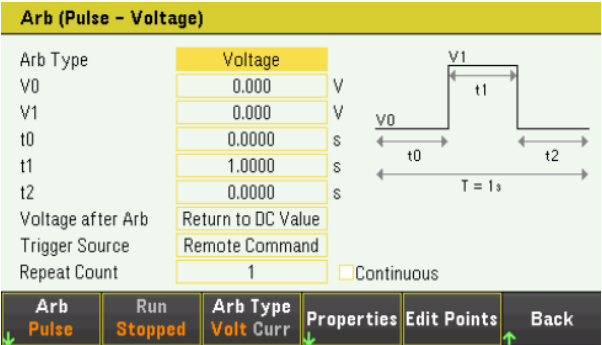 Arb (Pulse - Voltage)
Arb Type Voltage
V0 0.000 V
V1 0.000 V
t0 0.0000 s
t1 1.0000 s
t2 0.0000 s
Voltage after Arb Return to DC Value
Trigger Source Remote Command
Repeat Count 1 Continuous
V1
t1
V0
t0 t2
T = 1s
Arb Run Arb Type Properties Edit Points Back
Pulse Stopped Volt Curr